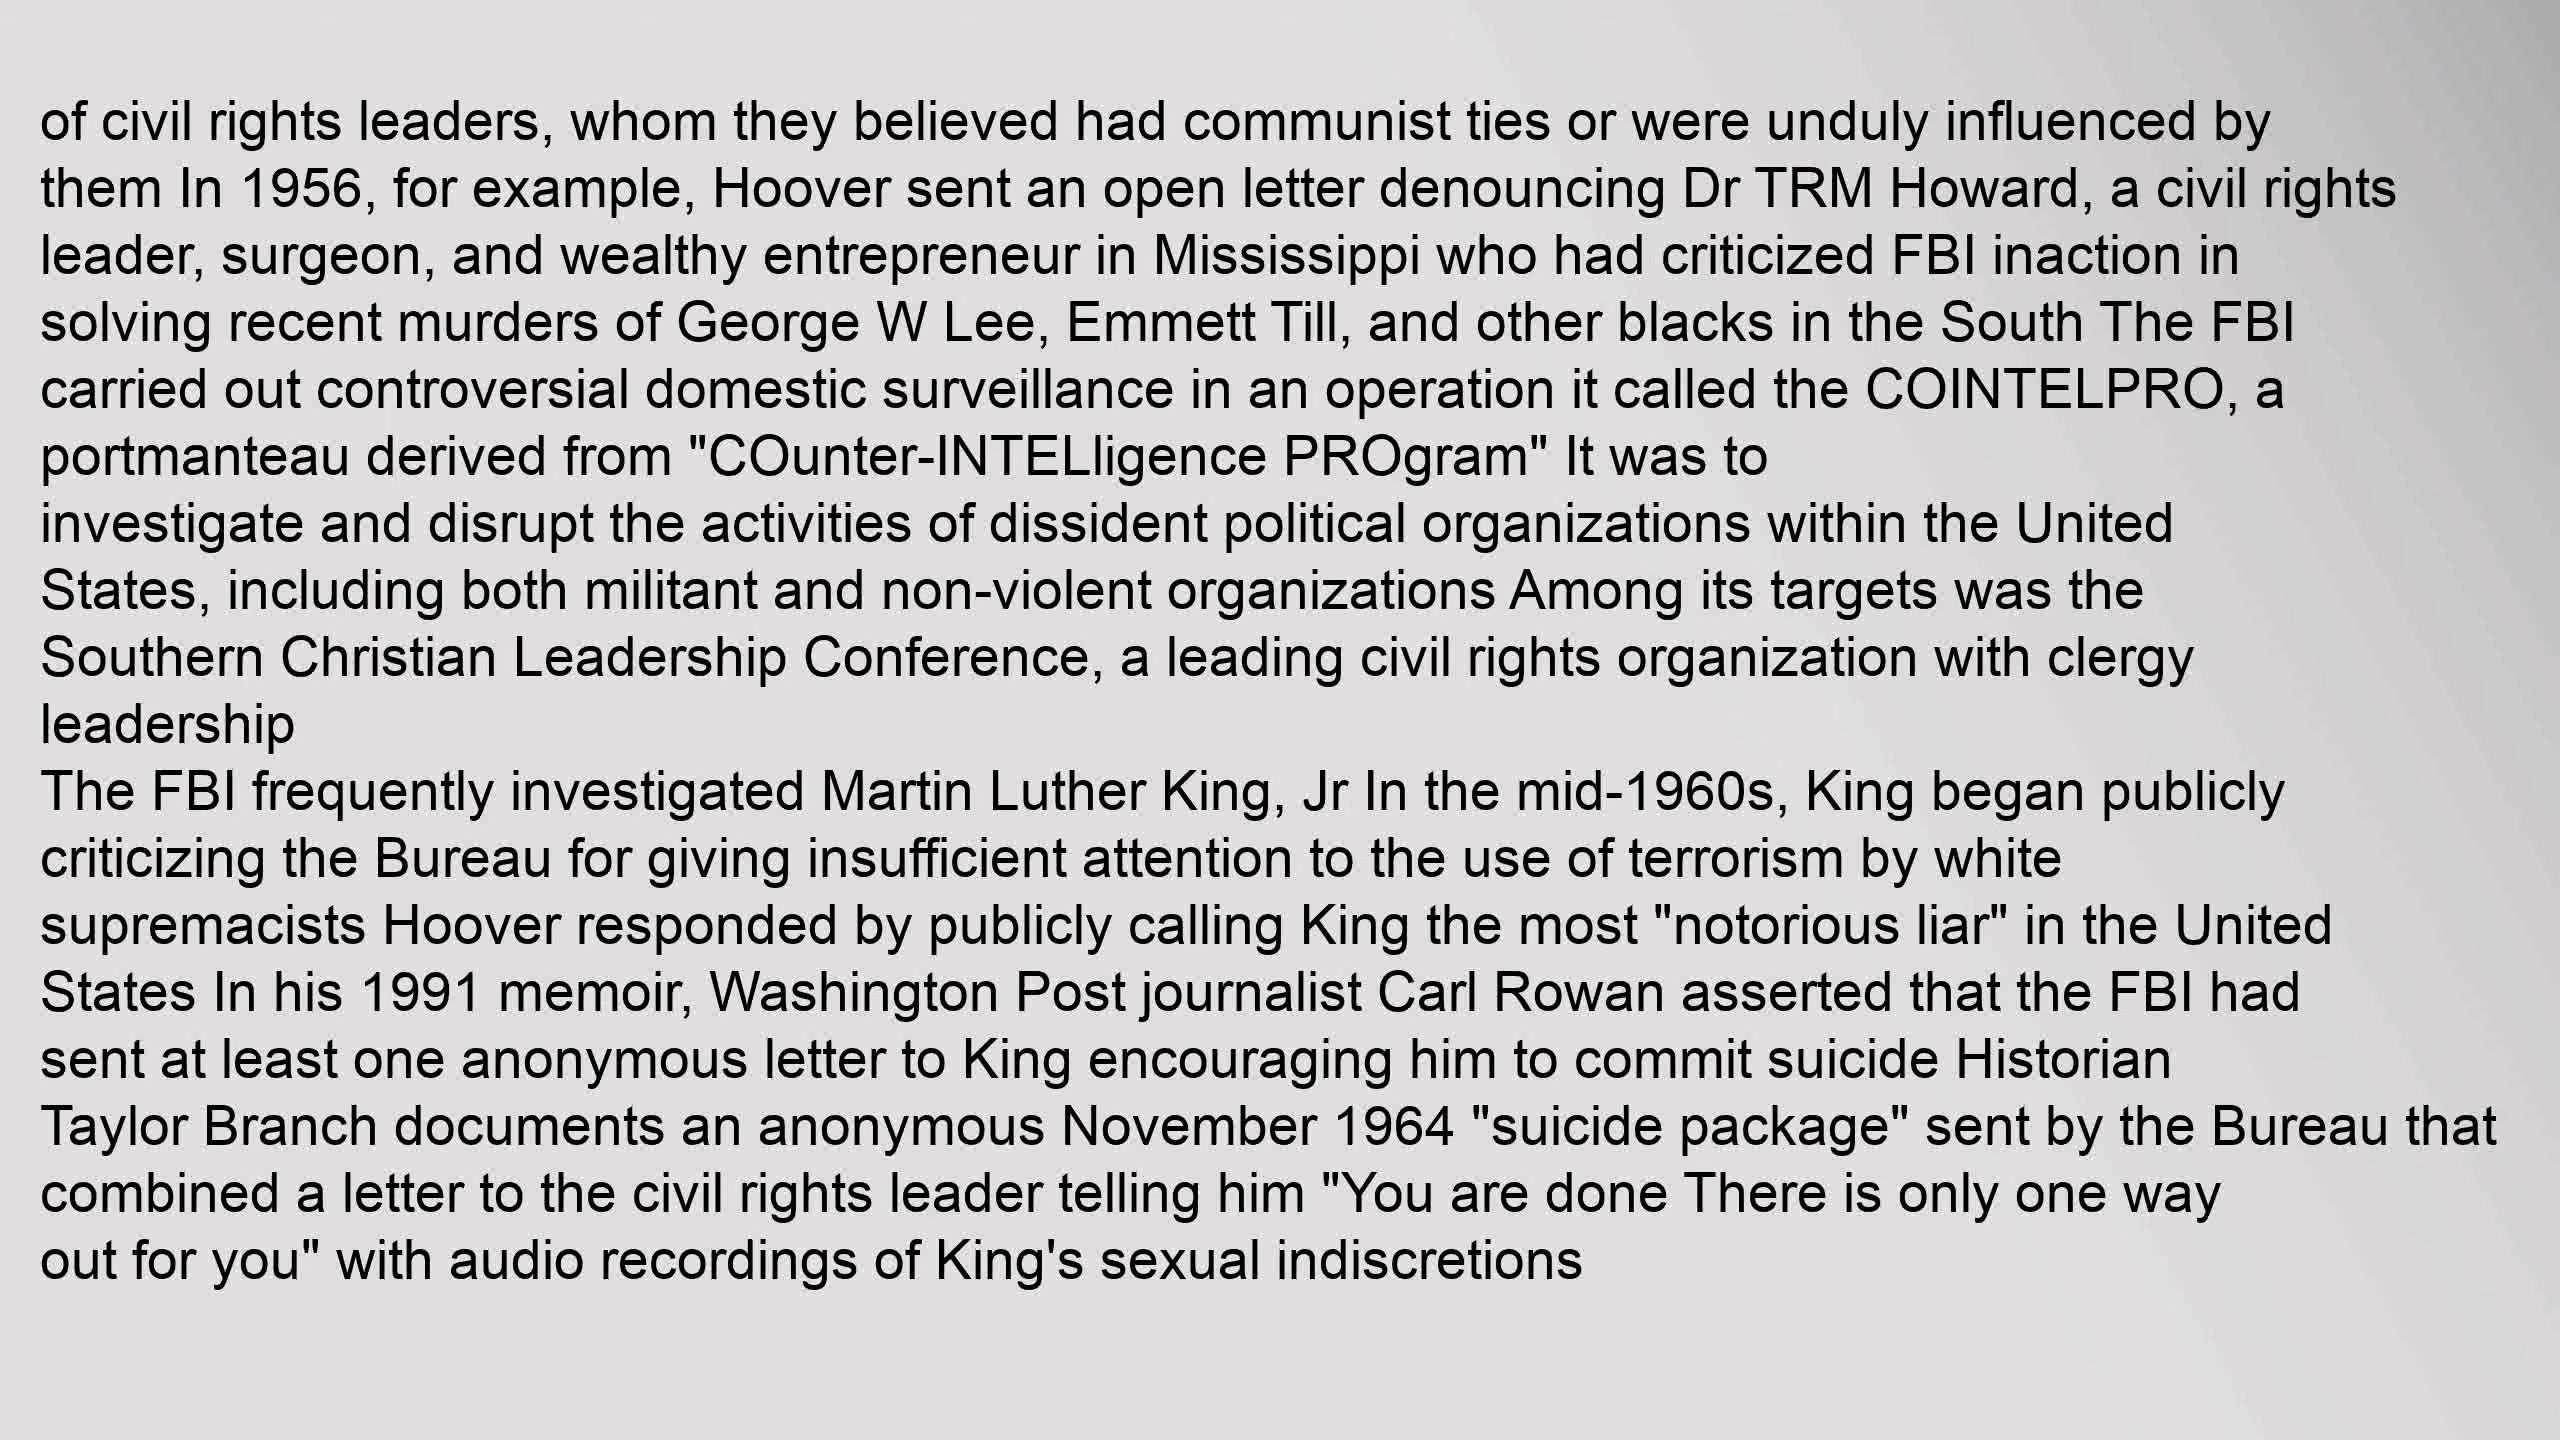 of civil rights leaders, whom they believed had communist ties or were unduly influenced by
them In 1956, for example, Hoover sent an open letter denouncing Dr TRM Howard, a civil rights
leader, surgeon, and wealthy entrepreneur in Mississippi who had criticized FBI inaction in
solving recent murders of George W Lee, Emmett Till, and other blacks in the South The FBI
carried out controversial domestic surveillance in an operation it called the COINTELPRO, a
portmanteau derived from "COunter-INTELligence PROgram" It was to
investigate and disrupt the activities of dissident political organizations within the United
States, including both militant and non-violent organizations Among its targets was the
Southern Christian Leadership Conference, a leading civil rights organization with clergy
leadership
The FBI frequently investigated Martin Luther King, Jr In the mid-1960s, King began publicly
criticizing the Bureau for giving insufficient attention to the use of terrorism by white
supremacists Hoover responded by publicly calling King the most "notorious liar" in the United
States In his 1991 memoir, Washington Post journalist Carl Rowan asserted that the FBI had
sent at least one anonymous letter to King encouraging him to commit suicide Historian
Taylor Branch documents an anonymous November 1964 "suicide package" sent by the Bureau that
combined a letter to the civil rights leader telling him "You are done There is only one way
out for you" with audio recordings of King's sexual indiscretions